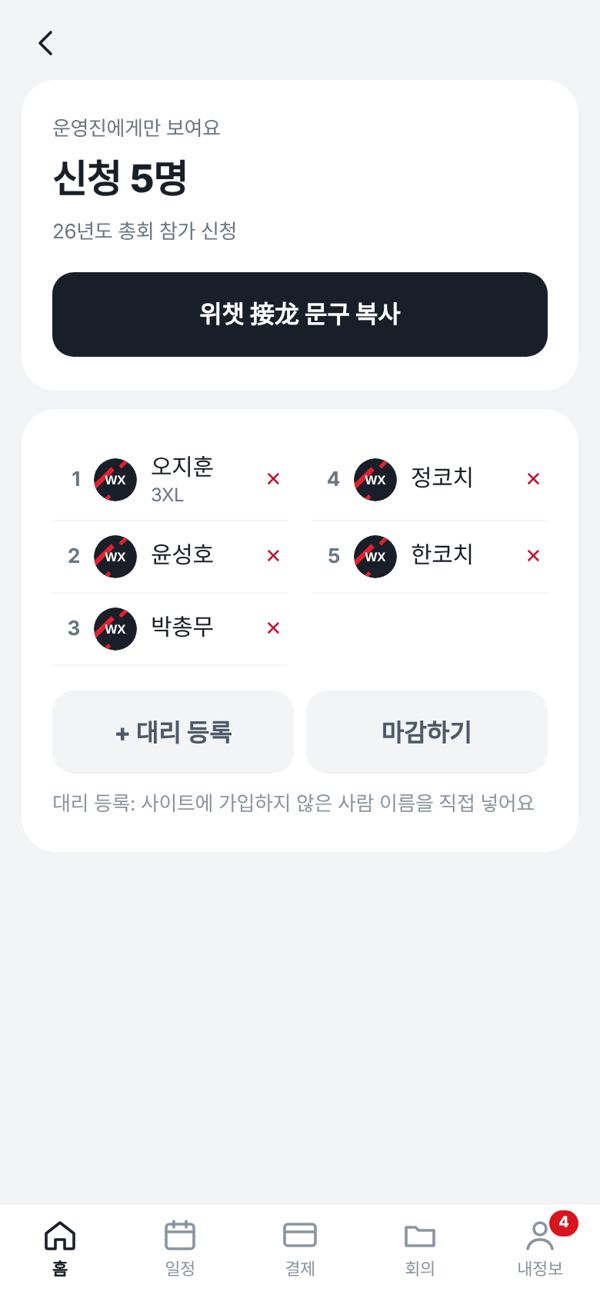 운영진에게만 보여요
신청 5명
26년도 총회 참가 신청
위챗 接龙 문구 복사
1 WX 오지훈 ✕
3XL
2 WX 윤성호 ✕
3 WX 박총무 ✕
4 WX 정코치 ✕
5 WX 한코치 ✕
+ 대리 등록
마감하기
대리 등록: 사이트에 가입하지 않은 사람 이름을 직접 넣어요
홈
일정
결제
회의
4
내정보